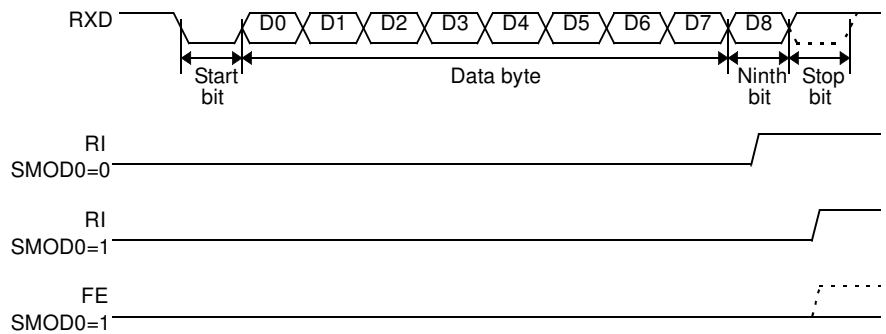 RXD D0 D1 D2 D3 D4 D5 D6 D7 D8
Start bit Data byte Ninth bit Stop bit
RI
SMOD0=0
RI
SMOD0=1
FE
SMOD0=1